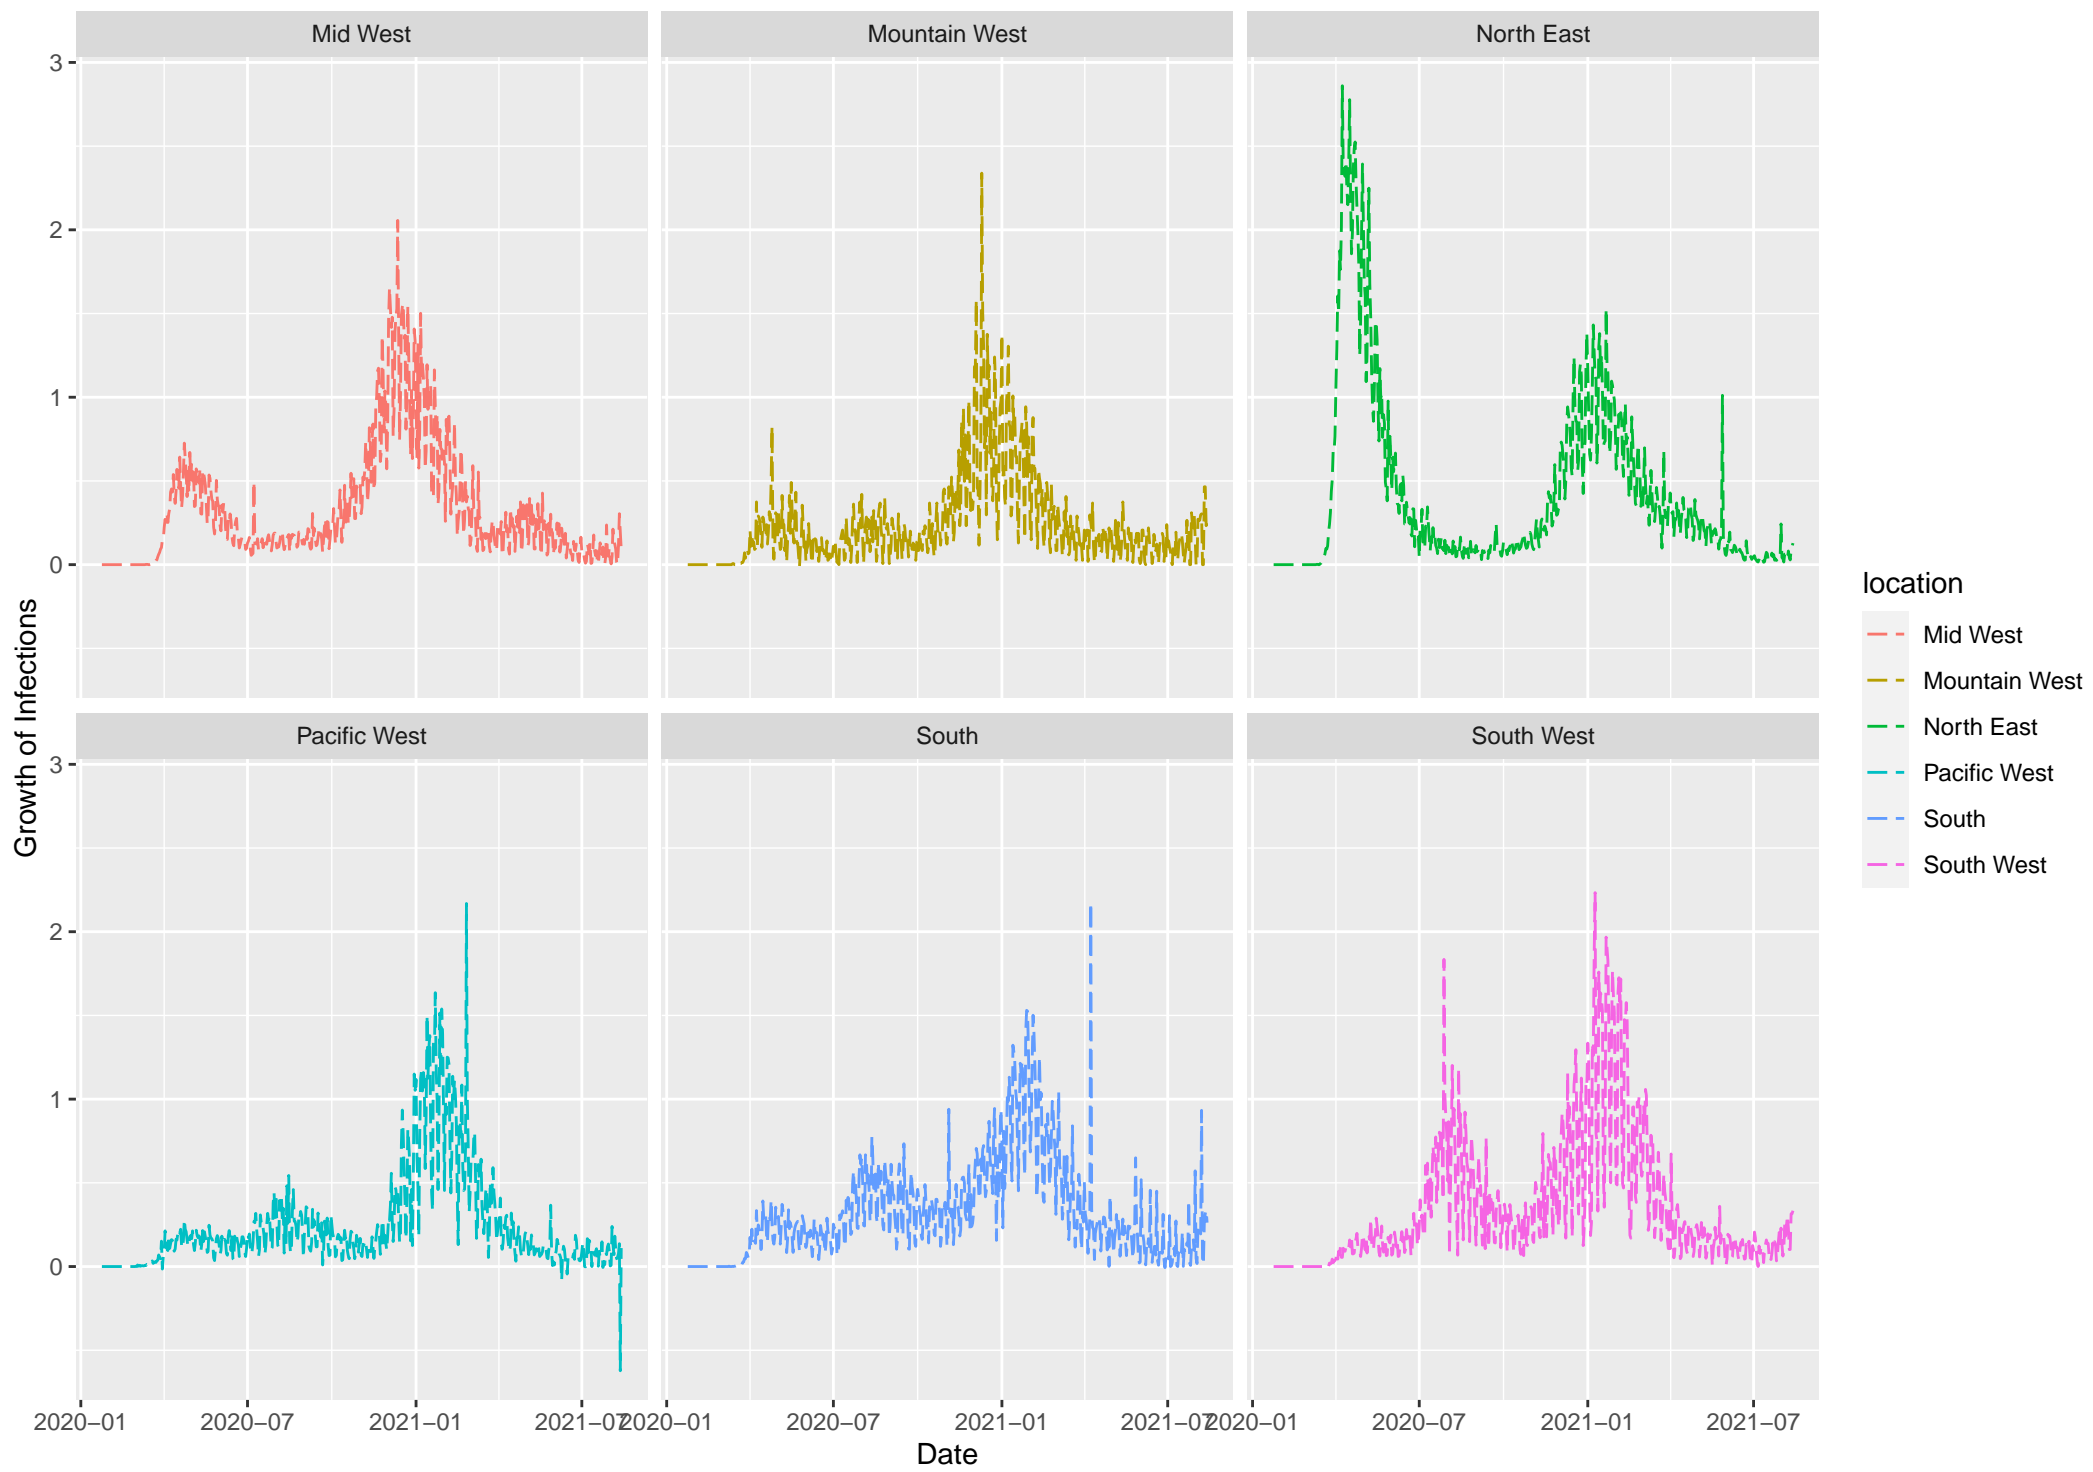 Mid West
Mountain West
North East
3
2
1
0
Growth of Infections
Pacific West
South
South West
3
2
1
0
2020–01
2020–07
2021–01
2021–07
2020–01
2020–07
2021–01
2021–07
2020–01
2020–07
2021–01
2021–07
Date
location
Mid West
Mountain West
North East
Pacific West
South
South West